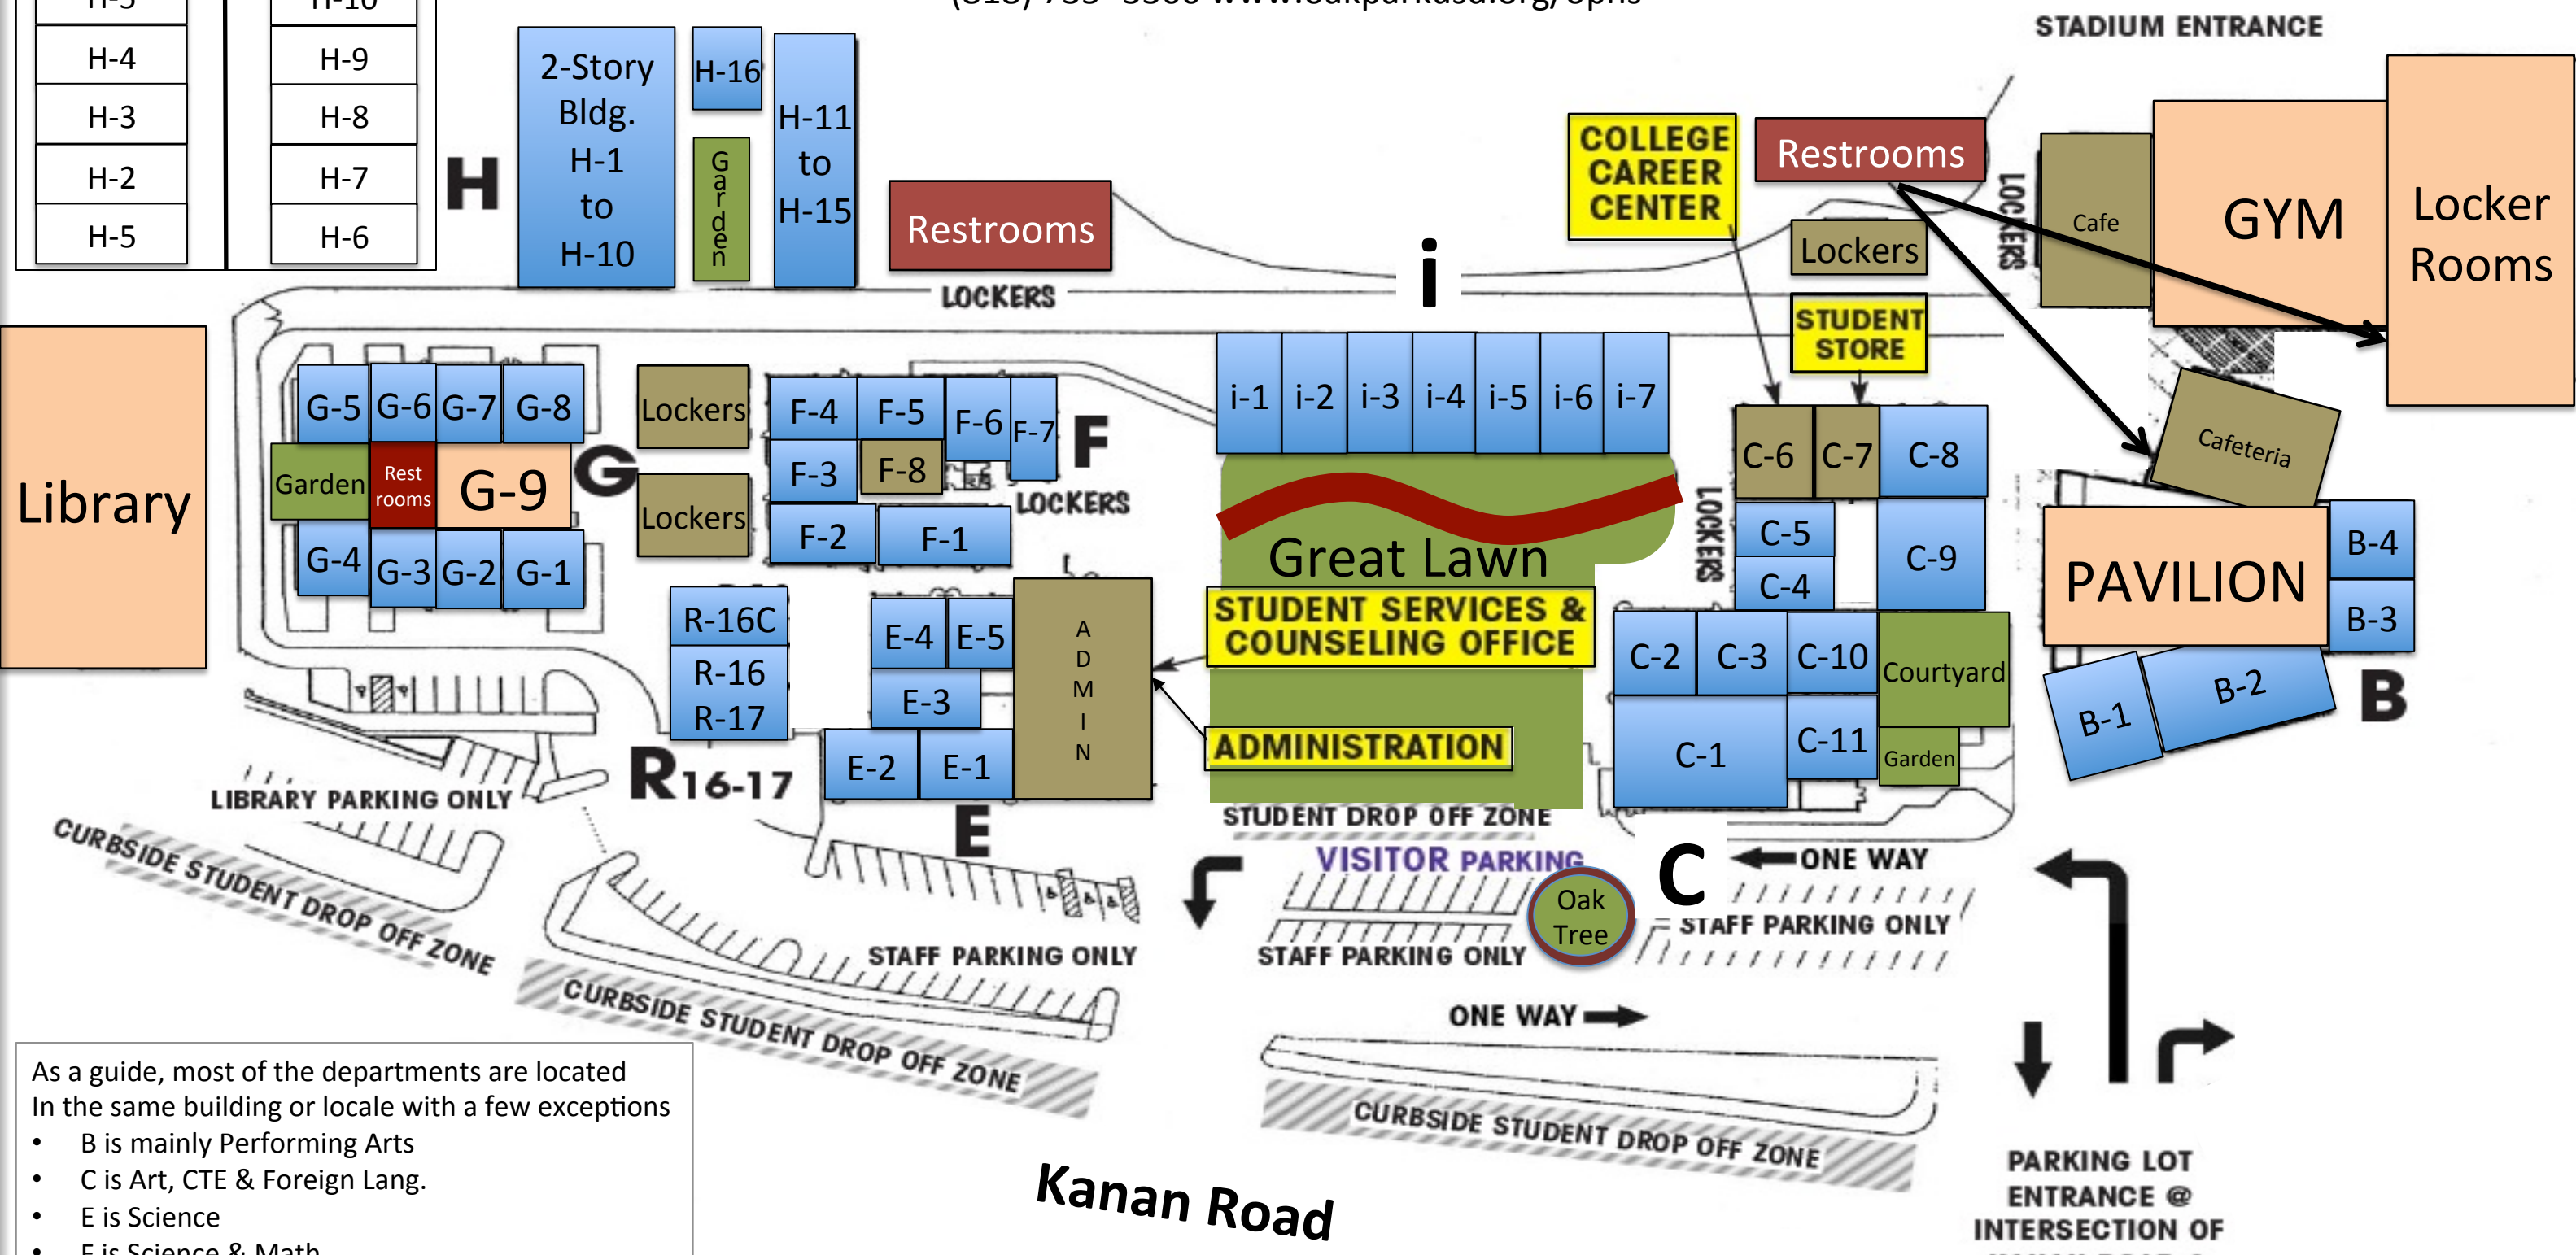 www.oakparkusd.org/ophs
STADIUM ENTRANCE
H-4
H-9
H-3
H-8
H-2
H-7
H-5
H-6
H
2-Story
Bldg.
H-1
to
H-10
H-16
Garden
H-11
to
H-15
Restrooms
LOCKERS
i
COLLEGE
CAREER
CENTER
Restrooms
Lockers
STUDENT
STORE
LOCKERS
Cafe
GYM
Locker
Rooms
Library
G-5
G-6
G-7
G-8
Garden
Rest
rooms
G-9
G
G-4
G-3
G-2
G-1
Lockers
Lockers
F-4
F-5
F-6
F-7
F
F-3
F-8
LOCKERS
F-2
F-1
i-1
i-2
i-3
i-4
i-5
i-6
i-7
Great Lawn
STUDENT SERVICES &
COUNSELING OFFICE
ADMINISTRATION
R-16C
R-16
R-17
R16-17
E-4
E-5
E-3
E-2
E-1
E
ADMIN
C-6
C-7
C-8
LOCKERS
C-5
C-4
C-9
C-2
C-3
C-10
Courtyard
C-1
C-11
Garden
C
Cafeteria
PAVILION
B-4
B-3
B-1
B-2
B
LIBRARY PARKING ONLY
CURBSIDE STUDENT DROP OFF ZONE
STUDENT DROP OFF ZONE
VISITOR PARKING
Oak
Tree
ONE WAY
STAFF PARKING ONLY
STAFF PARKING ONLY
STAFF PARKING ONLY
CURBSIDE STUDENT DROP OFF ZONE
ONE WAY
CURBSIDE STUDENT DROP OFF ZONE
Kanan Road
PARKING LOT
ENTRANCE @
INTERSECTION OF
As a guide, most of the departments are located
In the same building or locale with a few exceptions
• B is mainly Performing Arts
• C is Art, CTE & Foreign Lang.
• E is Science
• F is Science & Math